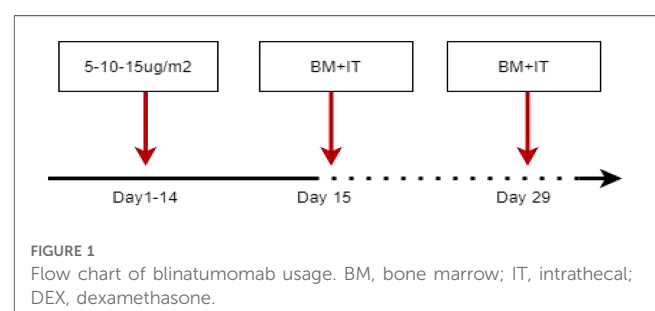 5-10-15ug/m2
BM+IT
BM+IT
Day1-14
Day 15
Day 29
FIGURE 1
Flow chart of blinatumomab usage. BM, bone marrow; IT, intrathecal;
DEX, dexamethasone.